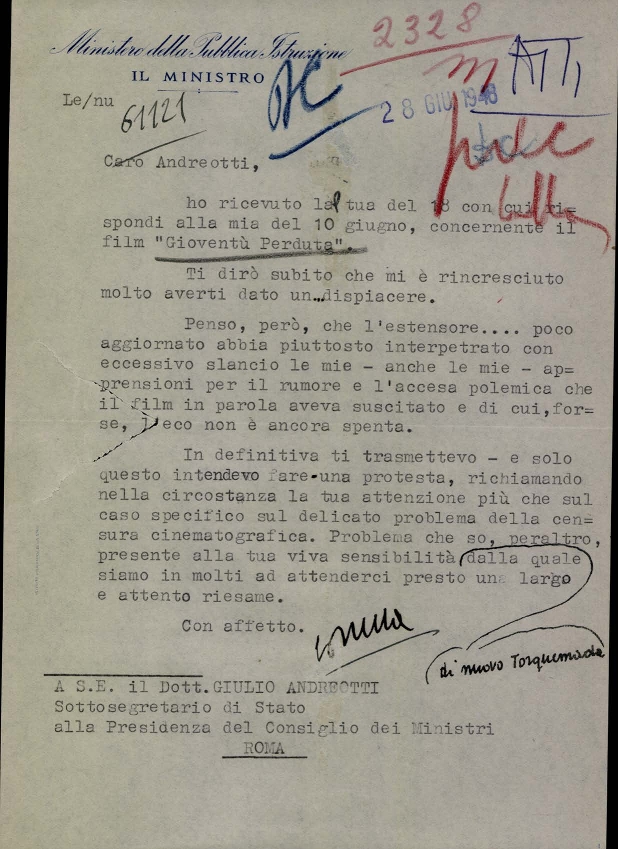 Ministero della Pubblica Istruzione
2328
IL MINISTRO
ATTI
Le/nu
61121
28 GIU 1948
Caro Andreotti,
ho ricevuto la tua del 18 con cui ri=
spondi alla mia del 10 giugno, concernente il
film "Gioventù Perduta".
Ti dirò subito che mi è rincresciuto
molto averti dato un..dispiacere.
Penso, però, che l'estensore.... poco
aggiornato abbia piuttosto interpetrato con
eccessivo slancio le mie - anche le mie - ap=
prensioni per il rumore e l'accesa polemica che
il film in parola aveva suscitato e di cui,for=
se, l'eco non è ancora spenta.
In definitiva ti trasmettevo - e solo
questo intendevo fare-una protesta, richiamando
nella circostanza la tua attenzione più che sul
caso specifico sul delicato problema della cen=
sura cinematografica. Problema che so, peraltro,
presente alla tua viva sensibilità dalla quale
siamo in molti ad attenderci presto un largo
e attento riesame.
Con affetto.
di nuovo Torquemada
A S.E. il Dott.GIULIO ANDREOTTI
Sottosegretario di Stato
alla Presidenza del Consiglio dei Ministri
ROMA